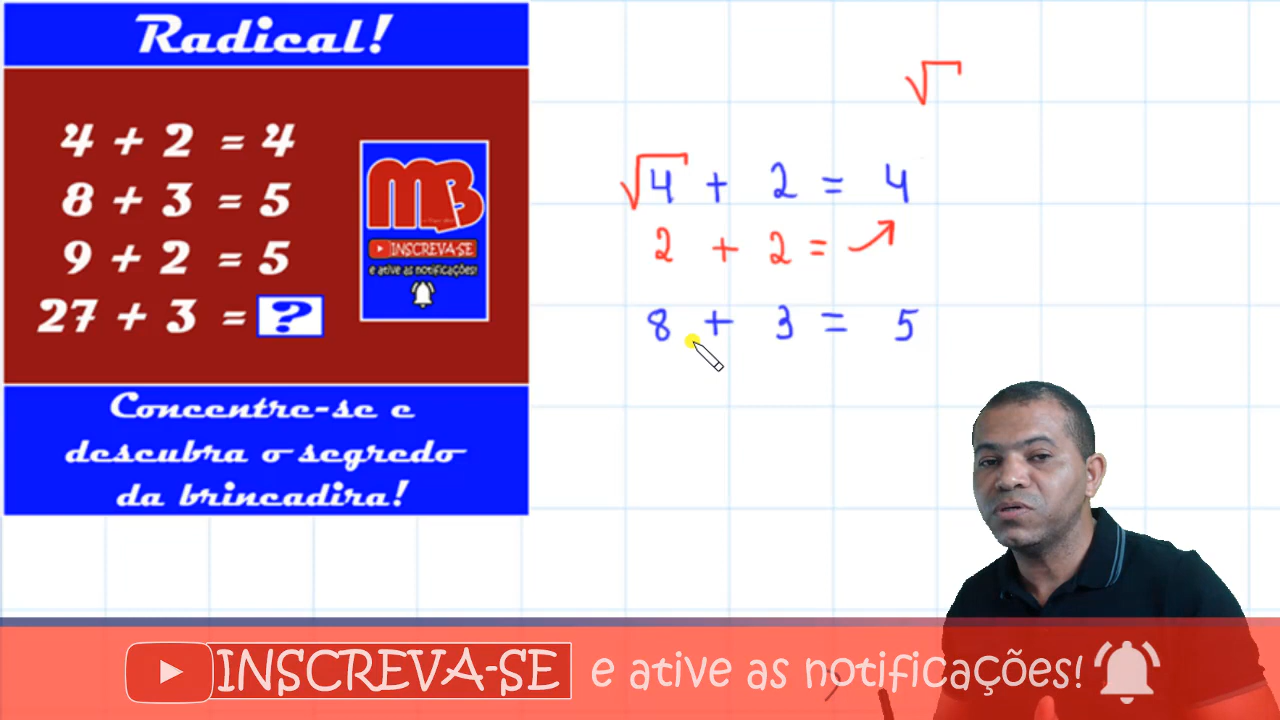 Radical!
4 + 2 = 4
8 + 3 = 5
9 + 2 = 5
27 + 3 = ?
MB
INSCREVA-SE
e ative as notificações!
Concentre-se e
descubra o segredo
da brincadira!
√
√4 + 2 = 4
2 + 2 =
8 + 3 = 5
INSCREVA-SE e ative as notificações!